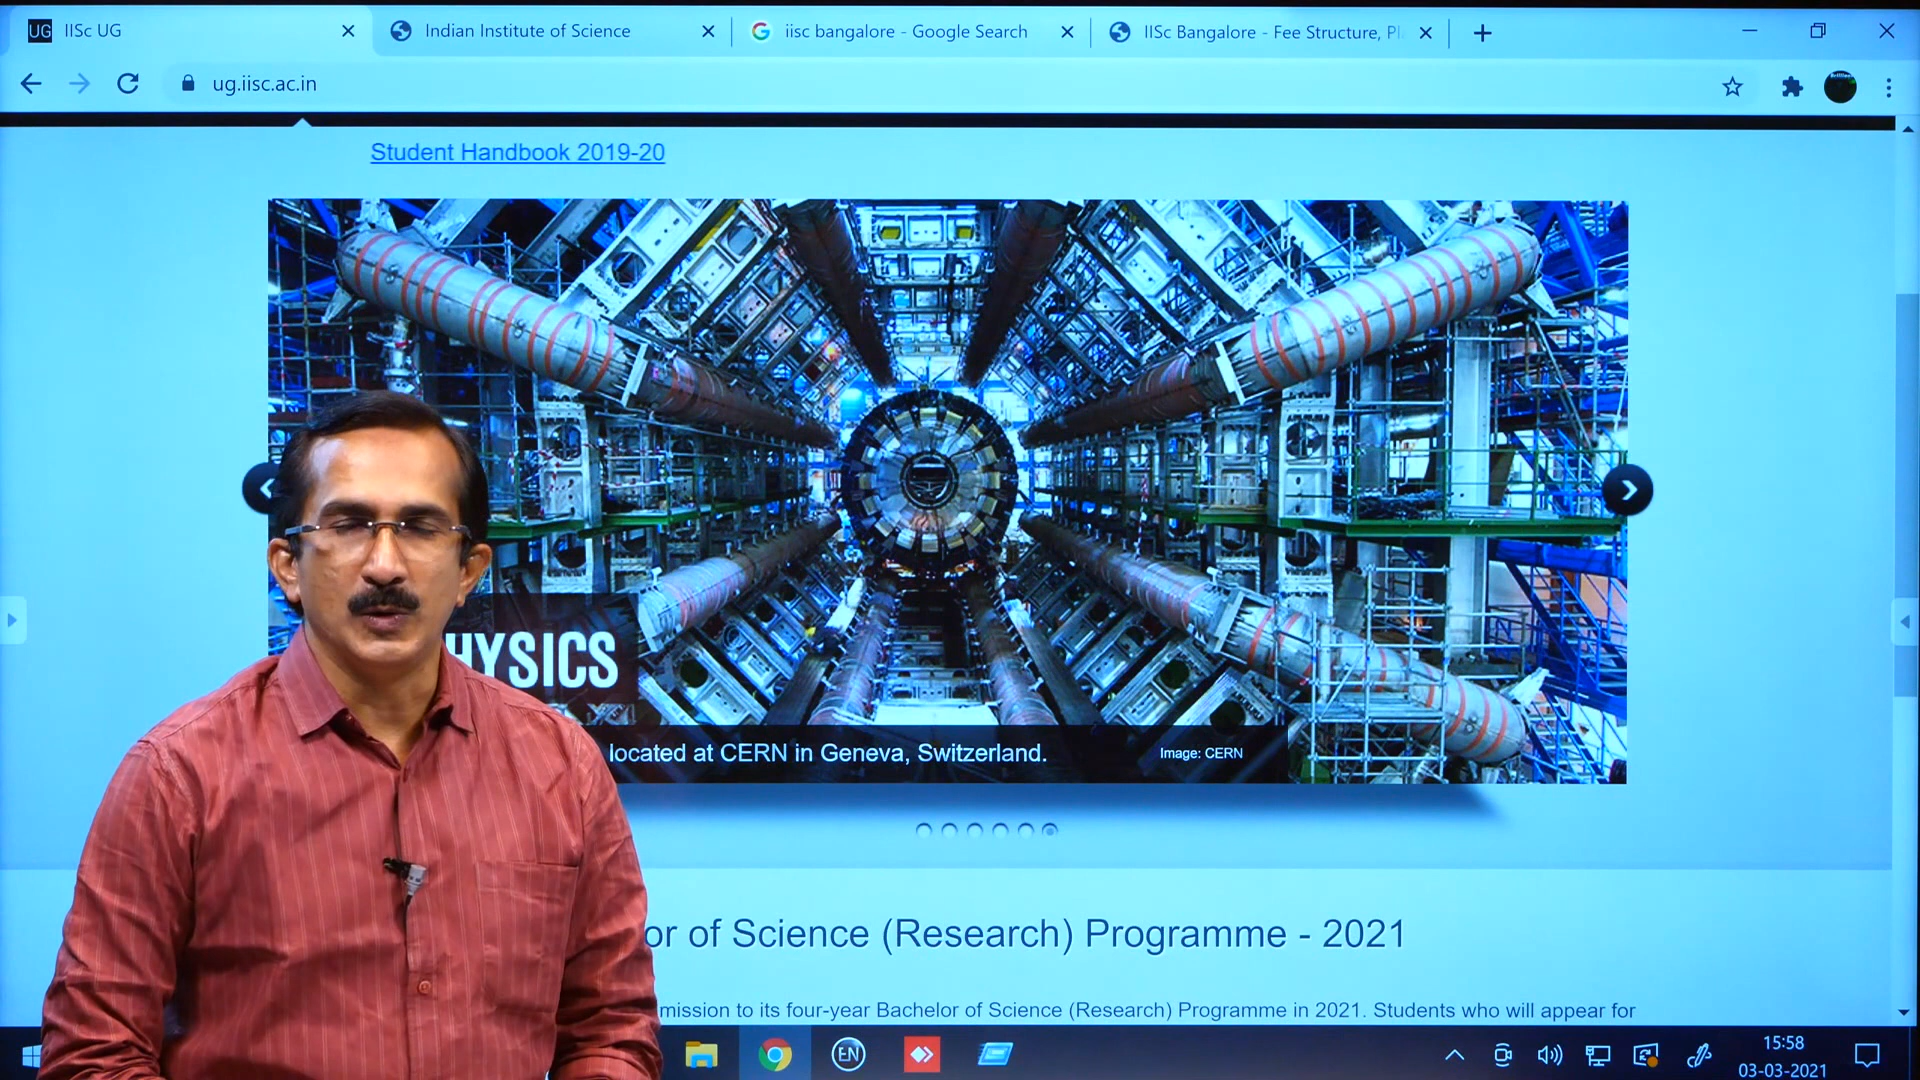 UG IISc UG
Indian Institute of Science
iisc bangalore - Google Search
IISc Bangalore - Fee Structure, Pl
ug.iisc.ac.in
Student Handbook 2019-20
HYSICS
located at CERN in Geneva, Switzerland.
Image: CERN
or of Science (Research) Programme - 2021
mission to its four-year Bachelor of Science (Research) Programme in 2021. Students who will appear for
EN
15:58
03-03-2021